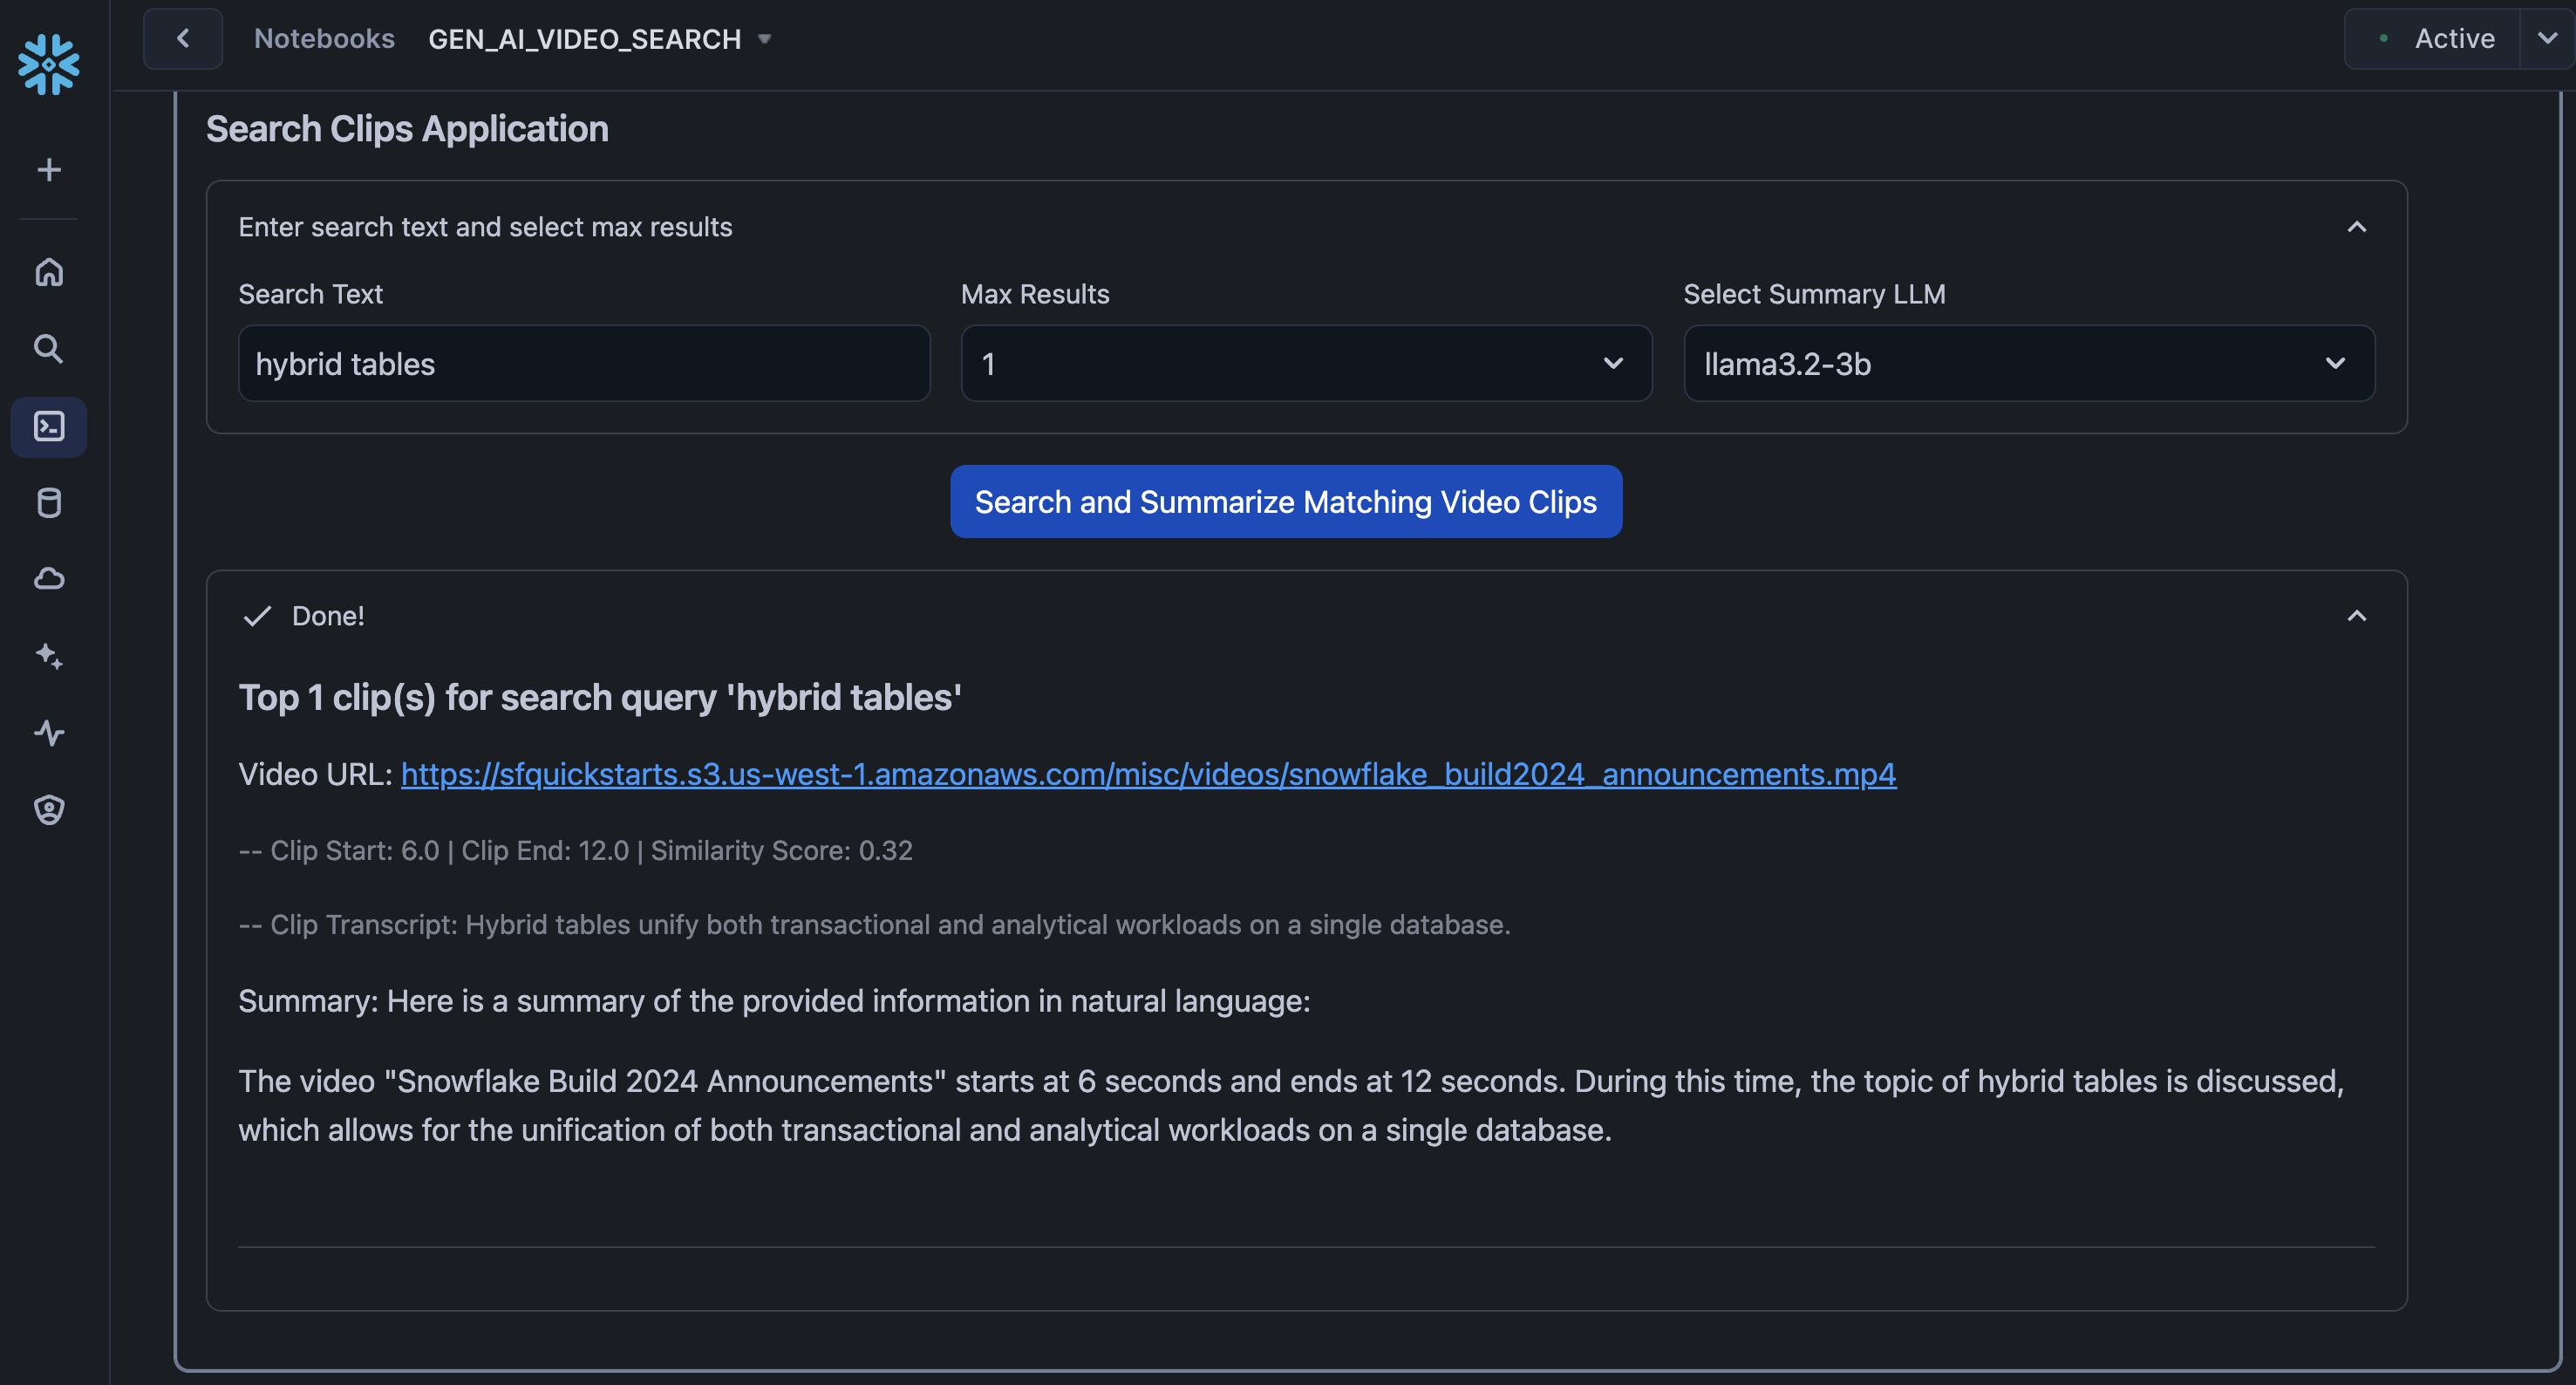 Notebooks GEN_AI_VIDEO_SEARCH
Active
Search Clips Application
Enter search text and select max results
Search Text
Max Results
Select Summary LLM
hybrid tables
1
llama3.2-3b
Search and Summarize Matching Video Clips
Done!
Top 1 clip(s) for search query 'hybrid tables'
Video URL: https://sfquickstarts.s3.us-west-1.amazonaws.com/misc/videos/snowflake_build2024_announcements.mp4
-- Clip Start: 6.0 | Clip End: 12.0 | Similarity Score: 0.32
-- Clip Transcript: Hybrid tables unify both transactional and analytical workloads on a single database.
Summary: Here is a summary of the provided information in natural language:
The video "Snowflake Build 2024 Announcements" starts at 6 seconds and ends at 12 seconds. During this time, the topic of hybrid tables is discussed,
which allows for the unification of both transactional and analytical workloads on a single database.